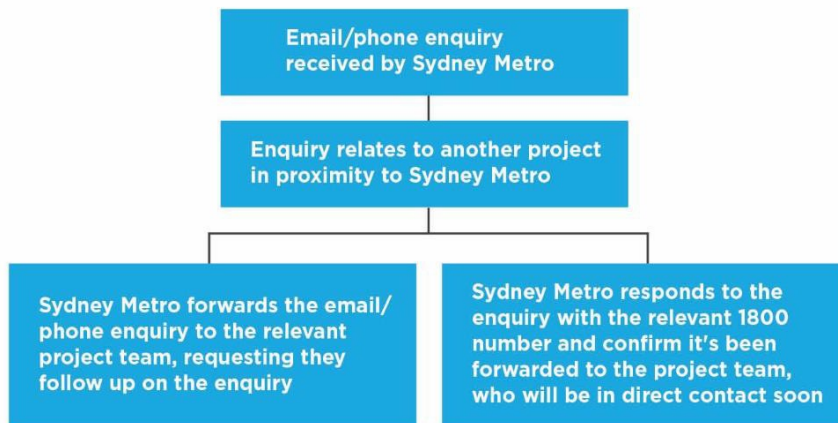 Email/phone enquiry
received by Sydney Metro
Enquiry relates to another project
in proximity to Sydney Metro
Sydney Metro forwards the email/
phone enquiry to the relevant
project team, requesting they
follow up on the enquiry
Sydney Metro responds to the
enquiry with the relevant 1800
number and confirm it's been
forwarded to the project team,
who will be in direct contact soon